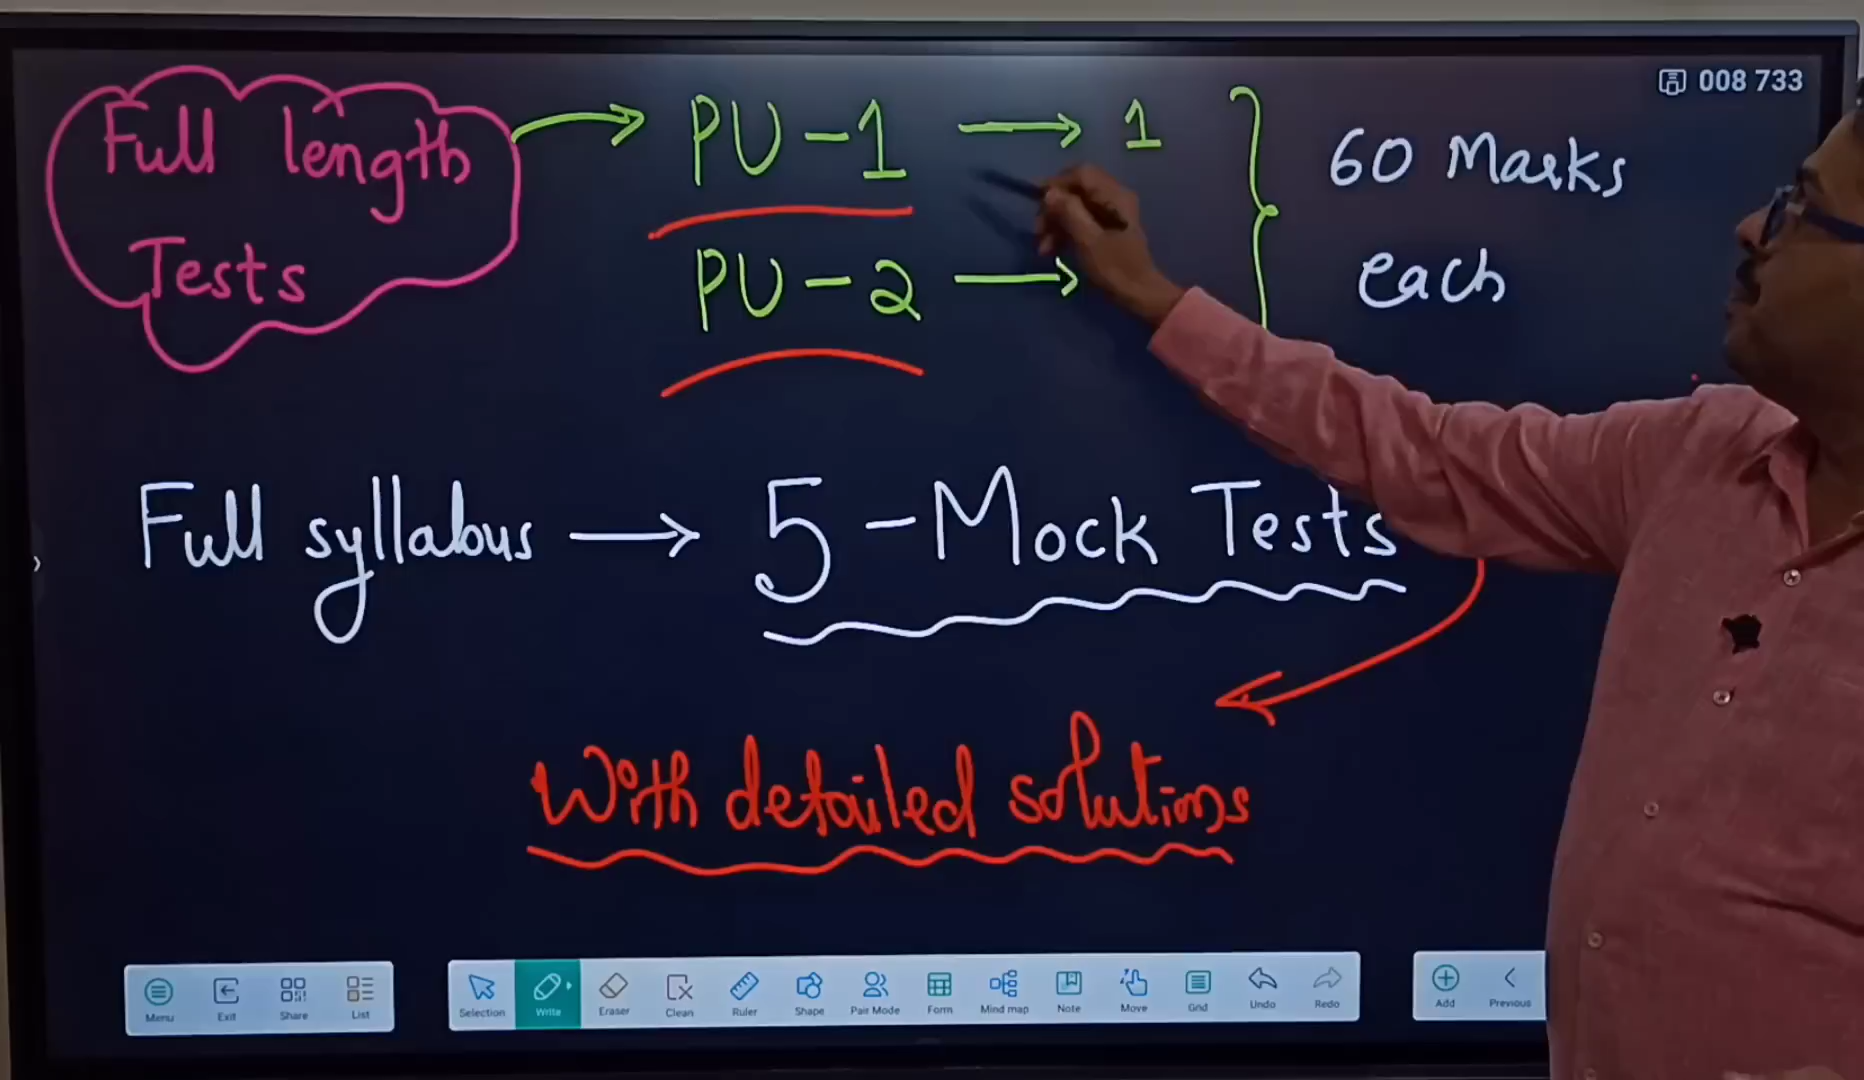 008 733
Full length Tests
PU-1 → 1
PU-2 →
60 Marks
each
Full syllabus → 5-Mock Tests
With detailed solutions
Menu Exit Share List
Selection Write Eraser Clean Ruler Shape Pair Mode Form Mind map Note Move Grid Undo Redo
Add Previous